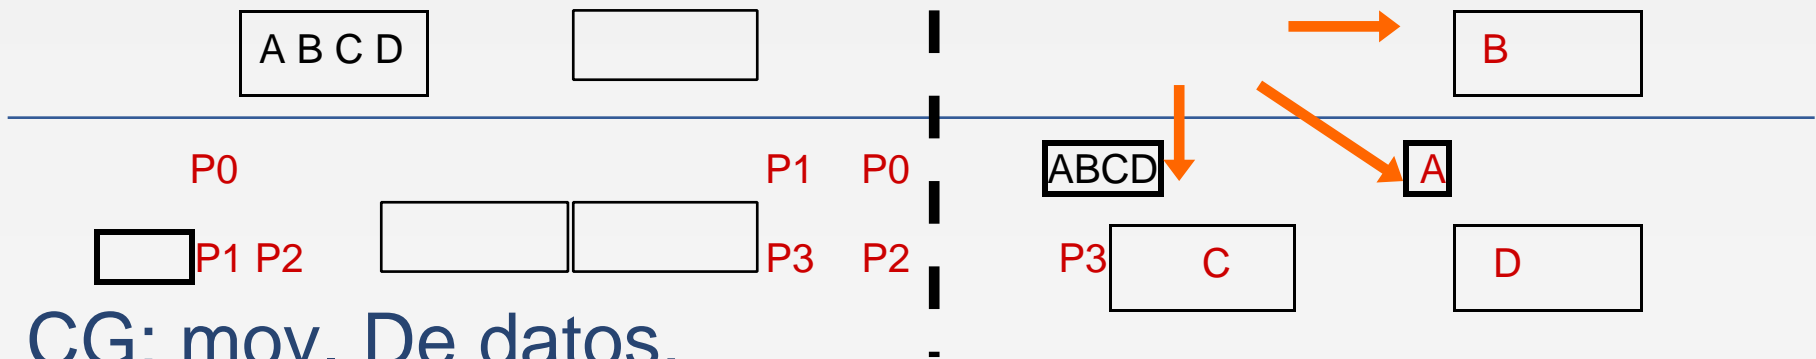 A B C D
B
P0 P1 P0 ABCD A
P1 P2 P3 P2 P3 C D
CG: mov. De datos.